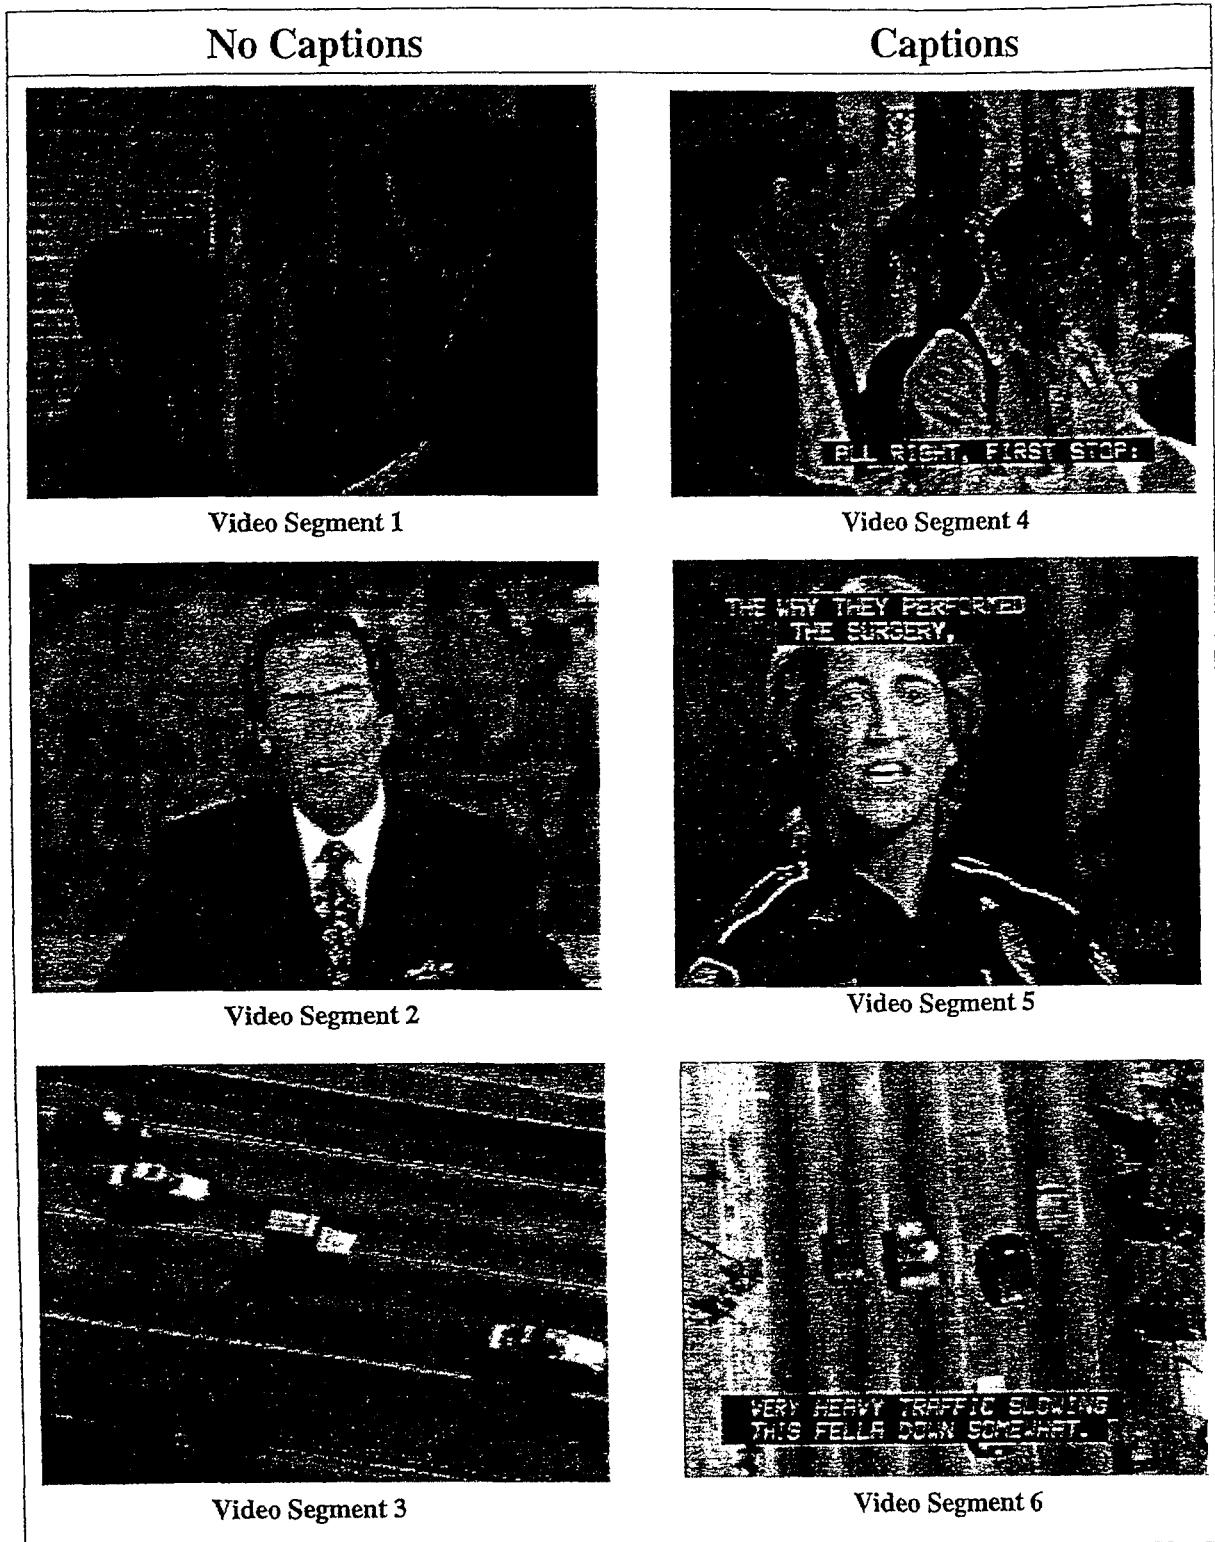 No Captions
Captions
Video Segment 1
ALL RIGHT, FIRST STOP:
Video Segment 4
Video Segment 2
THE WAY THEY PERFORMED
THE SURGERY,
Video Segment 5
Video Segment 3
VERY HEAVY TRAFFIC SLOWING
THIS FELLA DOWN SOMEWHAT.
Video Segment 6